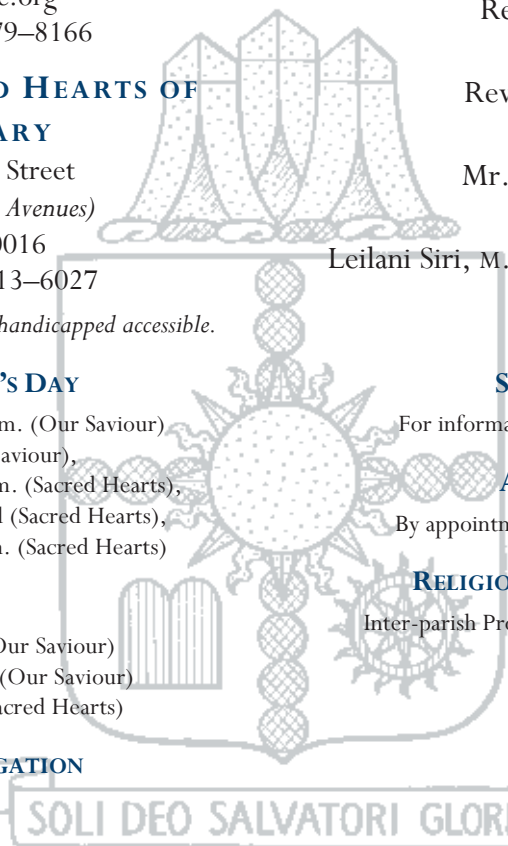 e.org
79–8166
D HEARTS OF
ARY
Street
Avenues)
0016
13–6027
handicapped accessible.
’S DAY
m. (Our Saviour)
aviour),
m. (Sacred Hearts),
l (Sacred Hearts),
n. (Sacred Hearts)
Our Saviour)
(Our Saviour)
acred Hearts)
GATION
Re
Rev
Mr.
Leilani Siri, M.
S
For informa
A
By appointm
RELIGIO
Inter-parish Pro
SOLI DEO SALVATORI GLORI